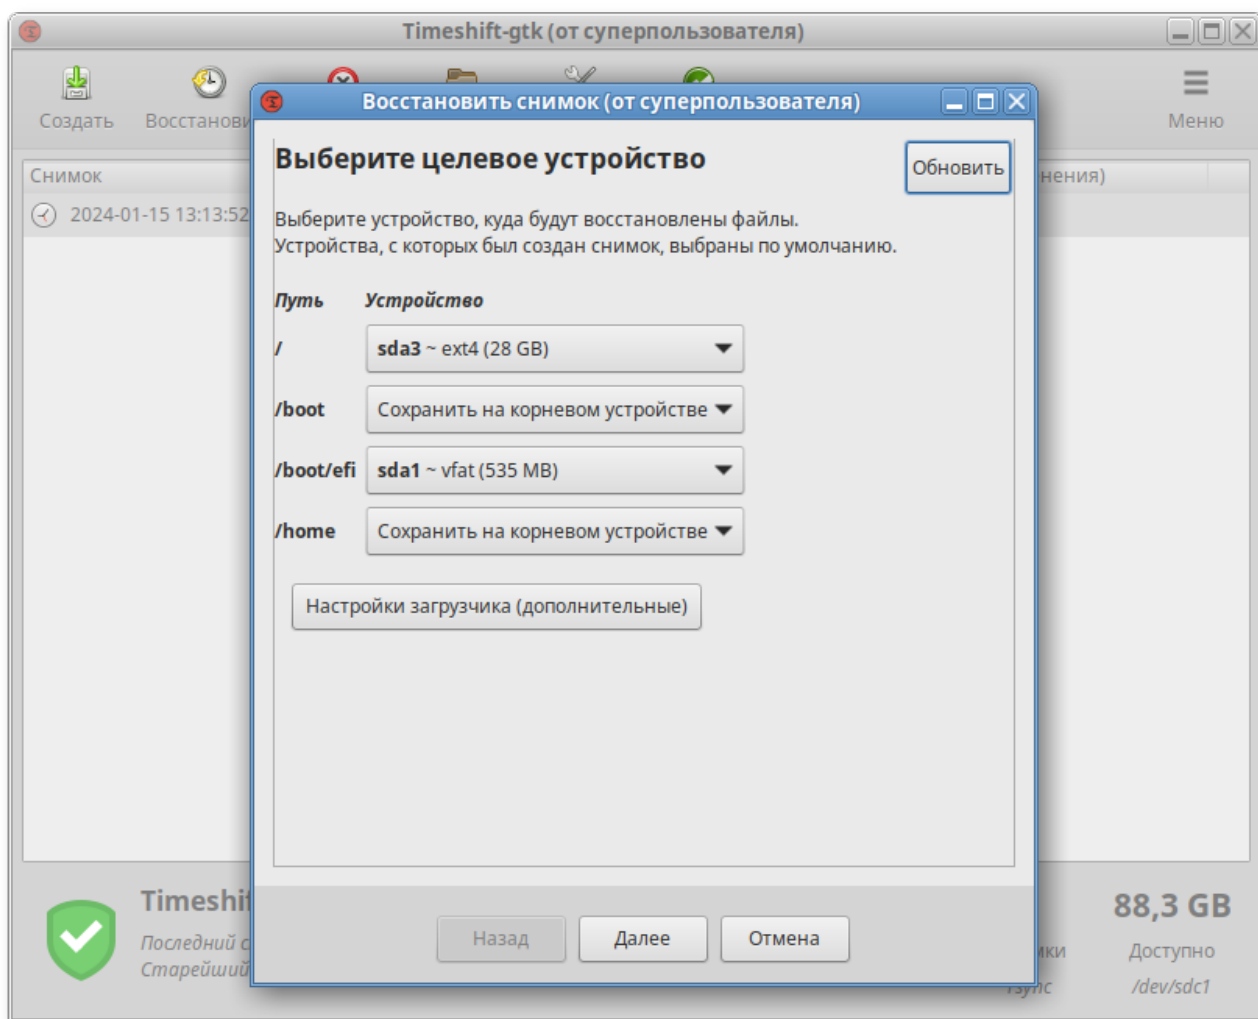 Timeshift-gtk (от суперпользователя)
Создать
Меню
Снимок
2024-01-15 13:13:52
Восстановить снимок (от суперпользователя)
Выберите целевое устройство
Обновить
Выберите устройство, куда будут восстановлены файлы.
Устройства, с которых был создан снимок, выбраны по умолчанию.
Путь Устройство
/ sda3 ~ ext4 (28 GB)
/boot Сохранить на корневом устройстве
/boot/efi sda1 ~ vfat (535 MB)
/home Сохранить на корневом устройстве
Настройки загрузчика (дополнительные)
Назад Далее Отмена
88,3 GB
Последний
Старейший
Доступно
/dev/sdc1